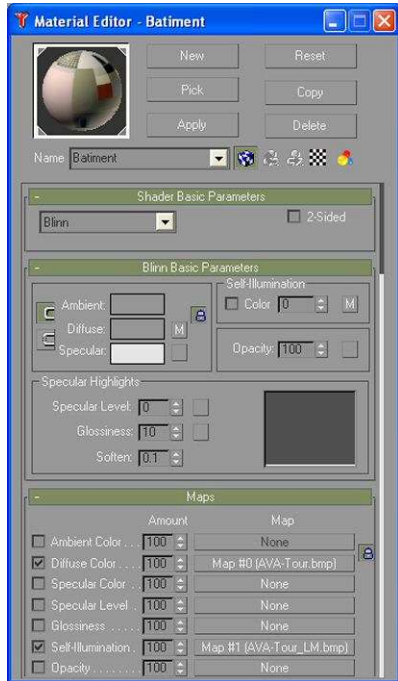 Material Editor - Batiment
New Reset
Pick Copy
Apply Delete
Name Batiment
- Shader Basic Parameters
Blinn 2-Sided
- Blinn Basic Parameters
Self-Illumination
Ambient: Color 0 M
Diffuse: M
Specular: Opacity: 100
Specular Highlights
Specular Level: 0
Glossiness: 10
Soften: 0.1
- Maps
Amount Map
Ambient Color . . . 100 None
Diffuse Color . . . . 100 Map #0 (AVA-Tour.bmp)
Specular Color . . 100 None
Specular Level . . 100 None
Glossiness . . . . . 100 None
Self-Illumination . 100 Map #1 (AVA-Tour_LM.bmp)
Opacity . . . . . . . . 100 None